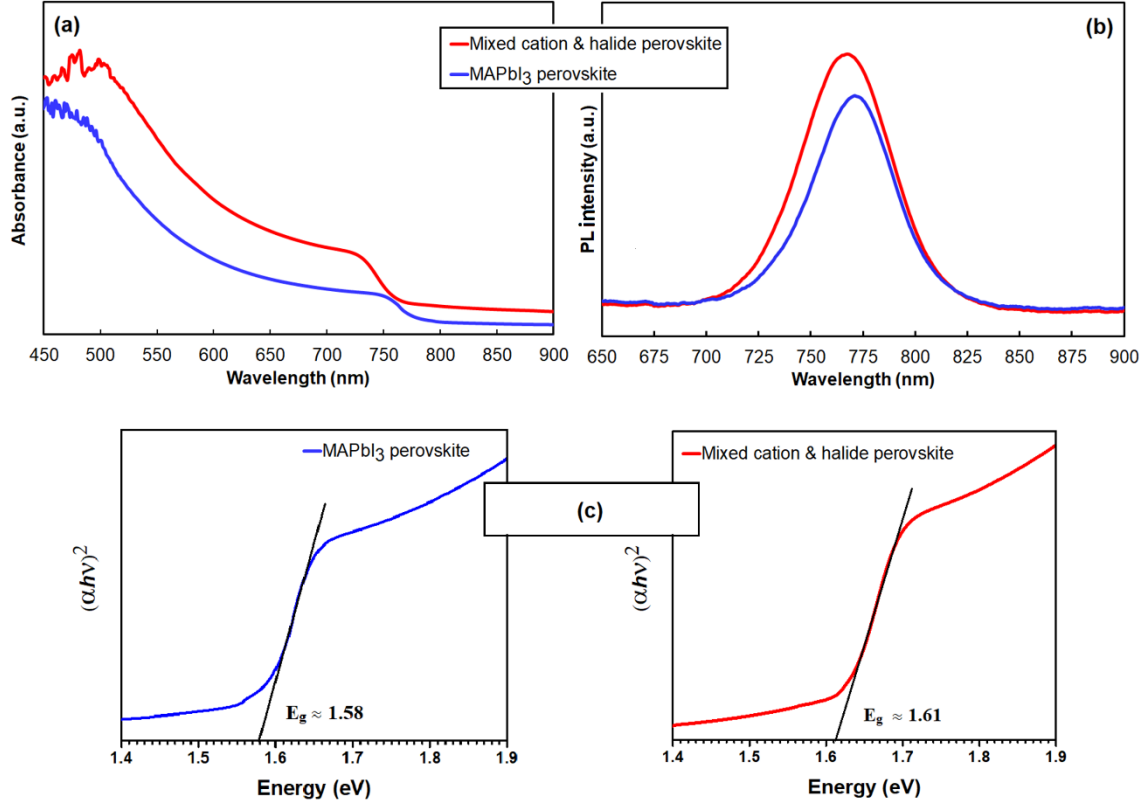 (a)
Mixed cation & halide perovskite
MAPbI₃ perovskite
(b)
Absorbance (a.u.)
450 500 550 600 650 700 750 800 850 900
Wavelength (nm)
PL intensity (a.u.)
650 675 700 725 750 775 800 825 850 875 900
Wavelength (nm)
MAPbI₃ perovskite
(αhν)²
E_g ≈ 1.58
1.4 1.5 1.6 1.7 1.8 1.9
Energy (eV)
(c)
Mixed cation & halide perovskite
(αhν)²
E_g ≈ 1.61
1.4 1.5 1.6 1.7 1.8 1.9
Energy (eV)